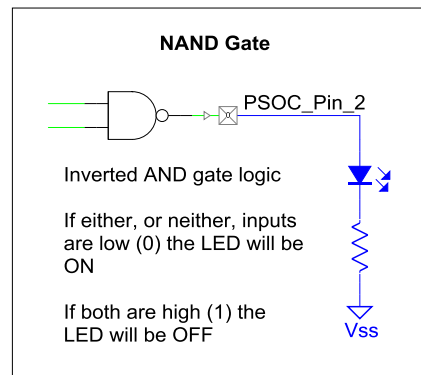 NAND Gate
PSOC_Pin_2
Inverted AND gate logic
If either, or neither, inputs
are low (0) the LED will be
ON
If both are high (1) the
LED will be OFF
Vss